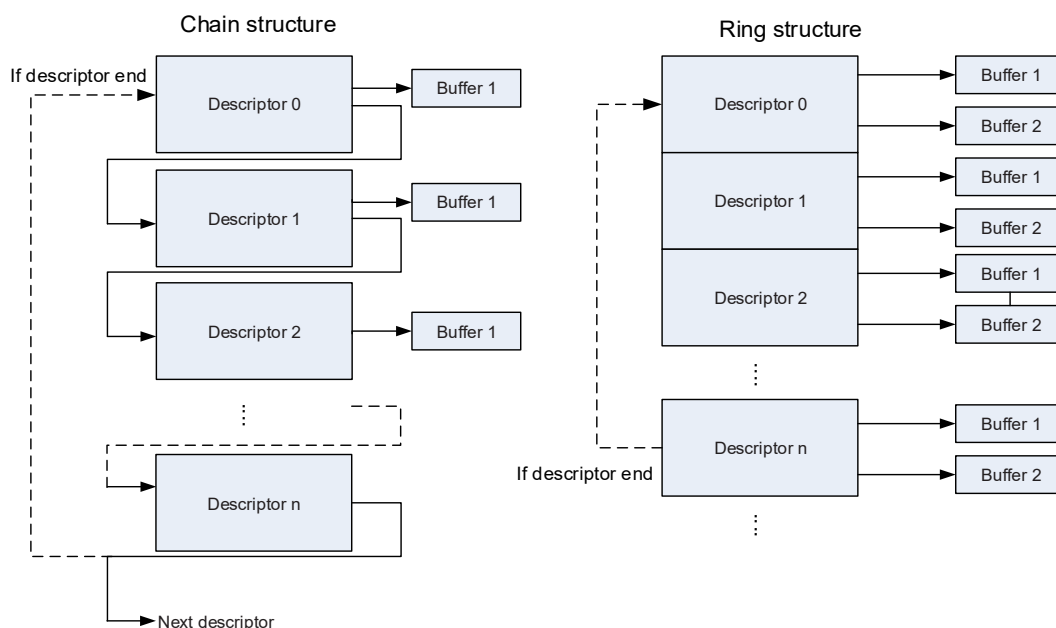 Chain structure
If descriptor end
Descriptor 0
Buffer 1
Descriptor 1
Buffer 1
Descriptor 2
Buffer 1
Descriptor n
Next descriptor
Ring structure
Descriptor 0
Buffer 1
Buffer 2
Descriptor 1
Buffer 1
Buffer 2
Descriptor 2
Buffer 1
Buffer 2
Descriptor n
Buffer 1
Buffer 2
If descriptor end